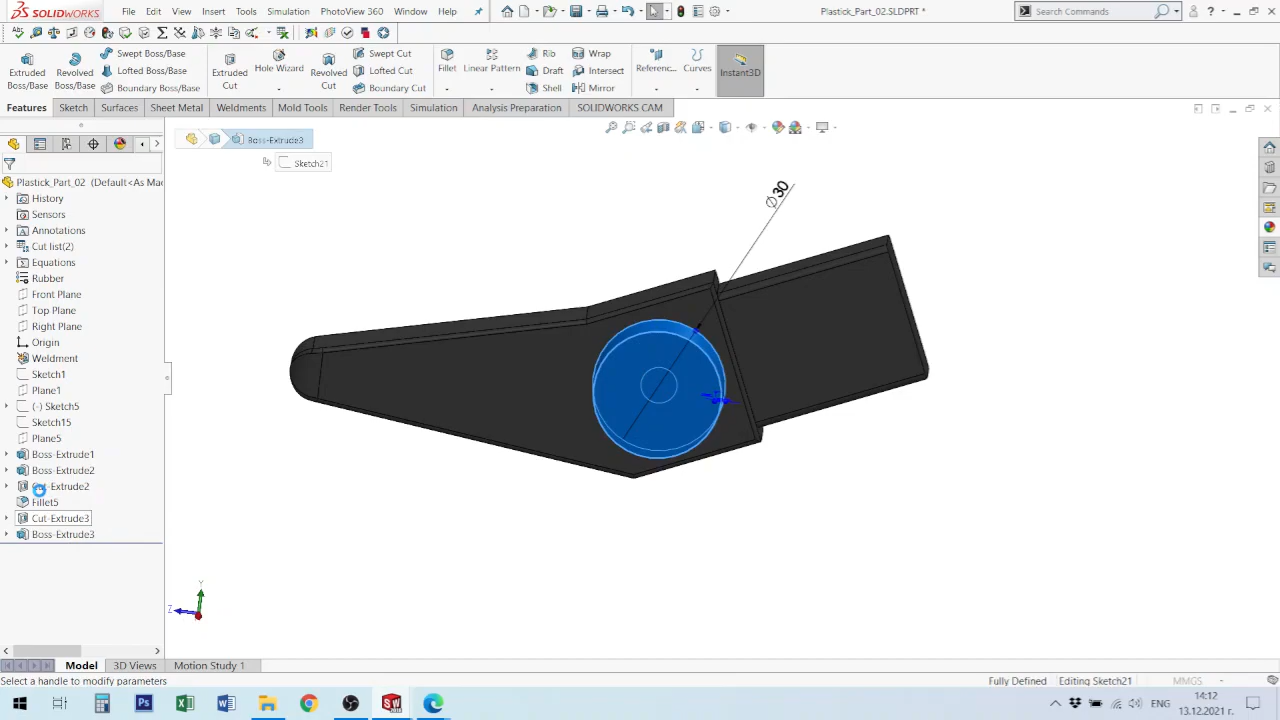 SOLIDWORKS File Edit View Insert Tools Simulation PhotoView 360 Window Help Plastick_Part_02.SLDPRT * Search Commands
Extruded Boss/Base
Revolved Boss/Base
Swept Boss/Base
Lofted Boss/Base
Boundary Boss/Base
Extruded Cut
Hole Wizard
Revolved Cut
Swept Cut
Lofted Cut
Boundary Cut
Fillet
Linear Pattern
Rib
Draft
Shell
Wrap
Intersect
Mirror
Referenc...
Curves
Instant3D
Features Sketch Surfaces Sheet Metal Weldments Mold Tools Render Tools Simulation Analysis Preparation SOLIDWORKS CAM
Boss-Extrude3
Sketch21
Plastick_Part_02 (Default<As Mac
History
Sensors
Annotations
Cut list(2)
Equations
Rubber
Front Plane
Top Plane
Right Plane
Origin
Weldment
Sketch1
Plane1
(-) Sketch5
Sketch15
Plane5
Boss-Extrude1
Boss-Extrude2
Cut-Extrude2
Fillet5
Cut-Extrude3
Boss-Extrude3
∅30
Y
Z
Model 3D Views Motion Study 1
Select a handle to modify parameters Fully Defined Editing Sketch21 MMGS
ENG 14:12
13.12.2021 г.